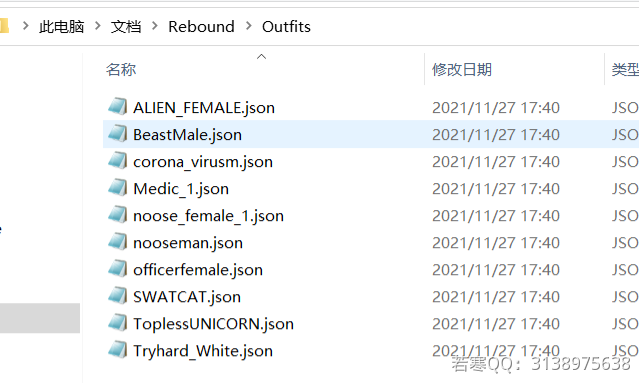 此电脑 > 文档 > Rebound > Outfits
名称 修改日期 类型
ALIEN_FEMALE.json 2021/11/27 17:40 JSO
BeastMale.json 2021/11/27 17:40 JSO
corona_virusm.json 2021/11/27 17:40 JSO
Medic_1.json 2021/11/27 17:40 JSO
noose_female_1.json 2021/11/27 17:40 JSO
nooseman.json 2021/11/27 17:40 JSO
officerfemale.json 2021/11/27 17:40 JSO
SWATCAT.json 2021/11/27 17:40 JSO
ToplessUNICORN.json 2021/11/27 17:40 JSO
Tryhard_White.json 2021/11/27 17:40 JSO
若寒QQ：3138975638